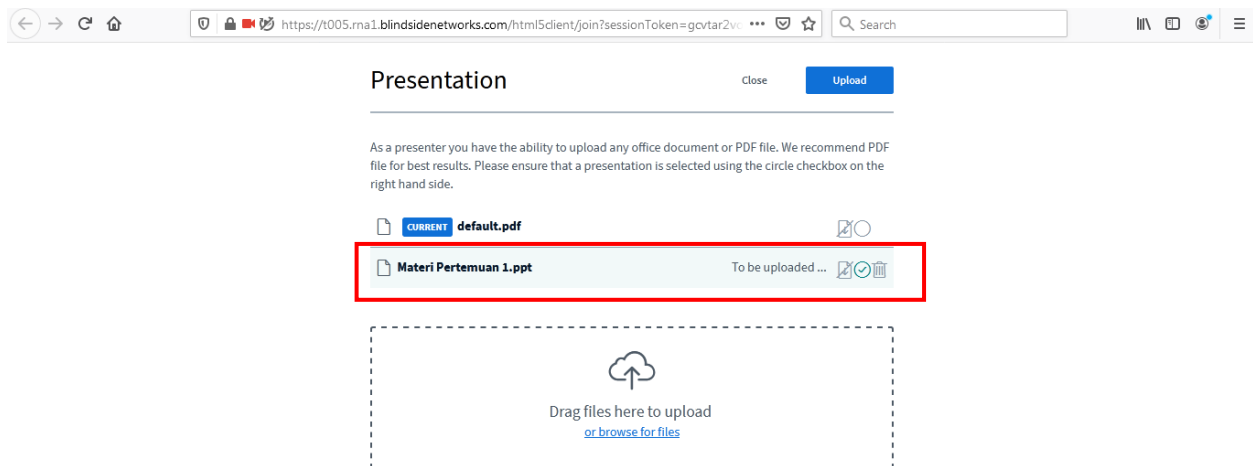 https://t005.rna1.blindsidenetworks.com/html5client/join?sessionToken=gcvtar2v
Search
Presentation
Close
Upload
As a presenter you have the ability to upload any office document or PDF file. We recommend PDF
file for best results. Please ensure that a presentation is selected using the circle checkbox on the
right hand side.
CURRENT default.pdf
Materi Pertemuan 1.ppt To be uploaded ...
Drag files here to upload
or browse for files